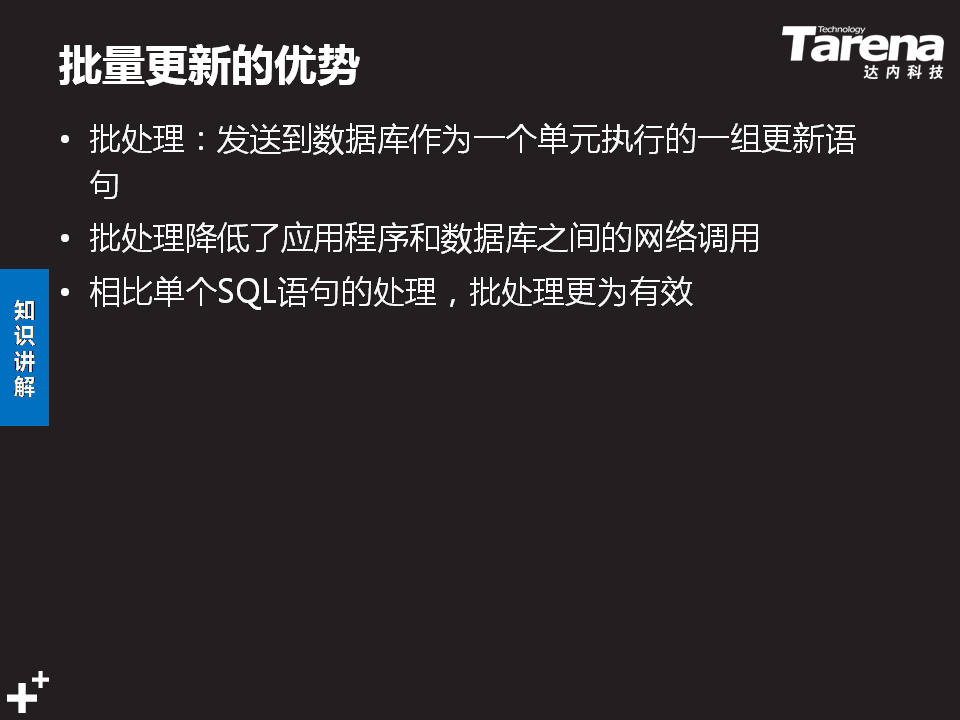 批量更新的优势
Technology
Tarena
达内科技
• 批处理：发送到数据库作为一个单元执行的一组更新语
句
• 批处理降低了应用程序和数据库之间的网络调用
• 相比单个SQL语句的处理，批处理更为有效
知
识
讲
解